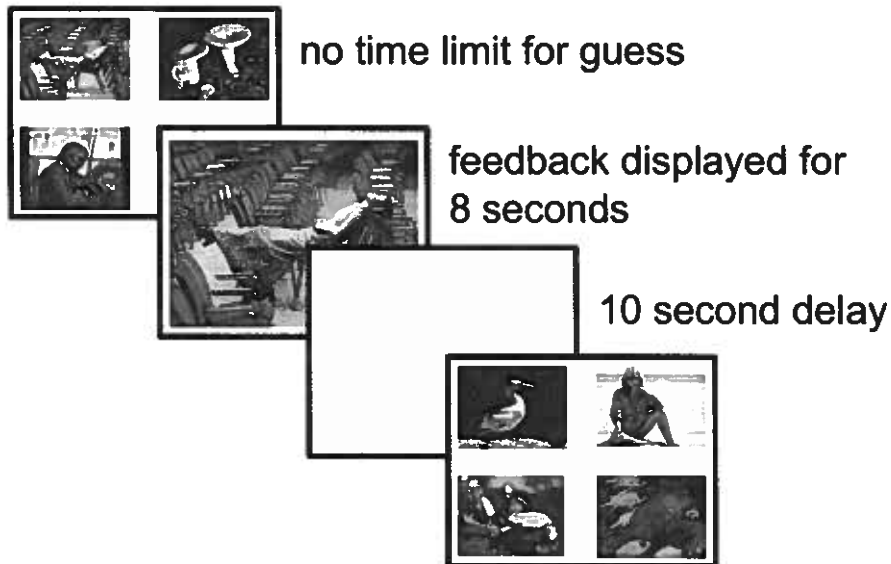 no time limit for guess
feedback displayed for
8 seconds
10 second delay